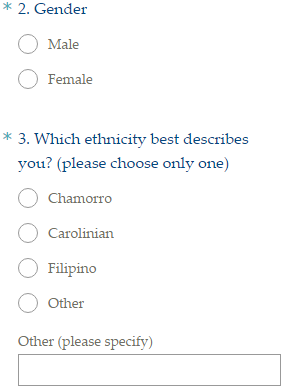 * 2. Gender
Male
Female
* 3. Which ethnicity best describes
you? (please choose only one)
Chamorro
Carolinian
Filipino
Other
Other (please specify)